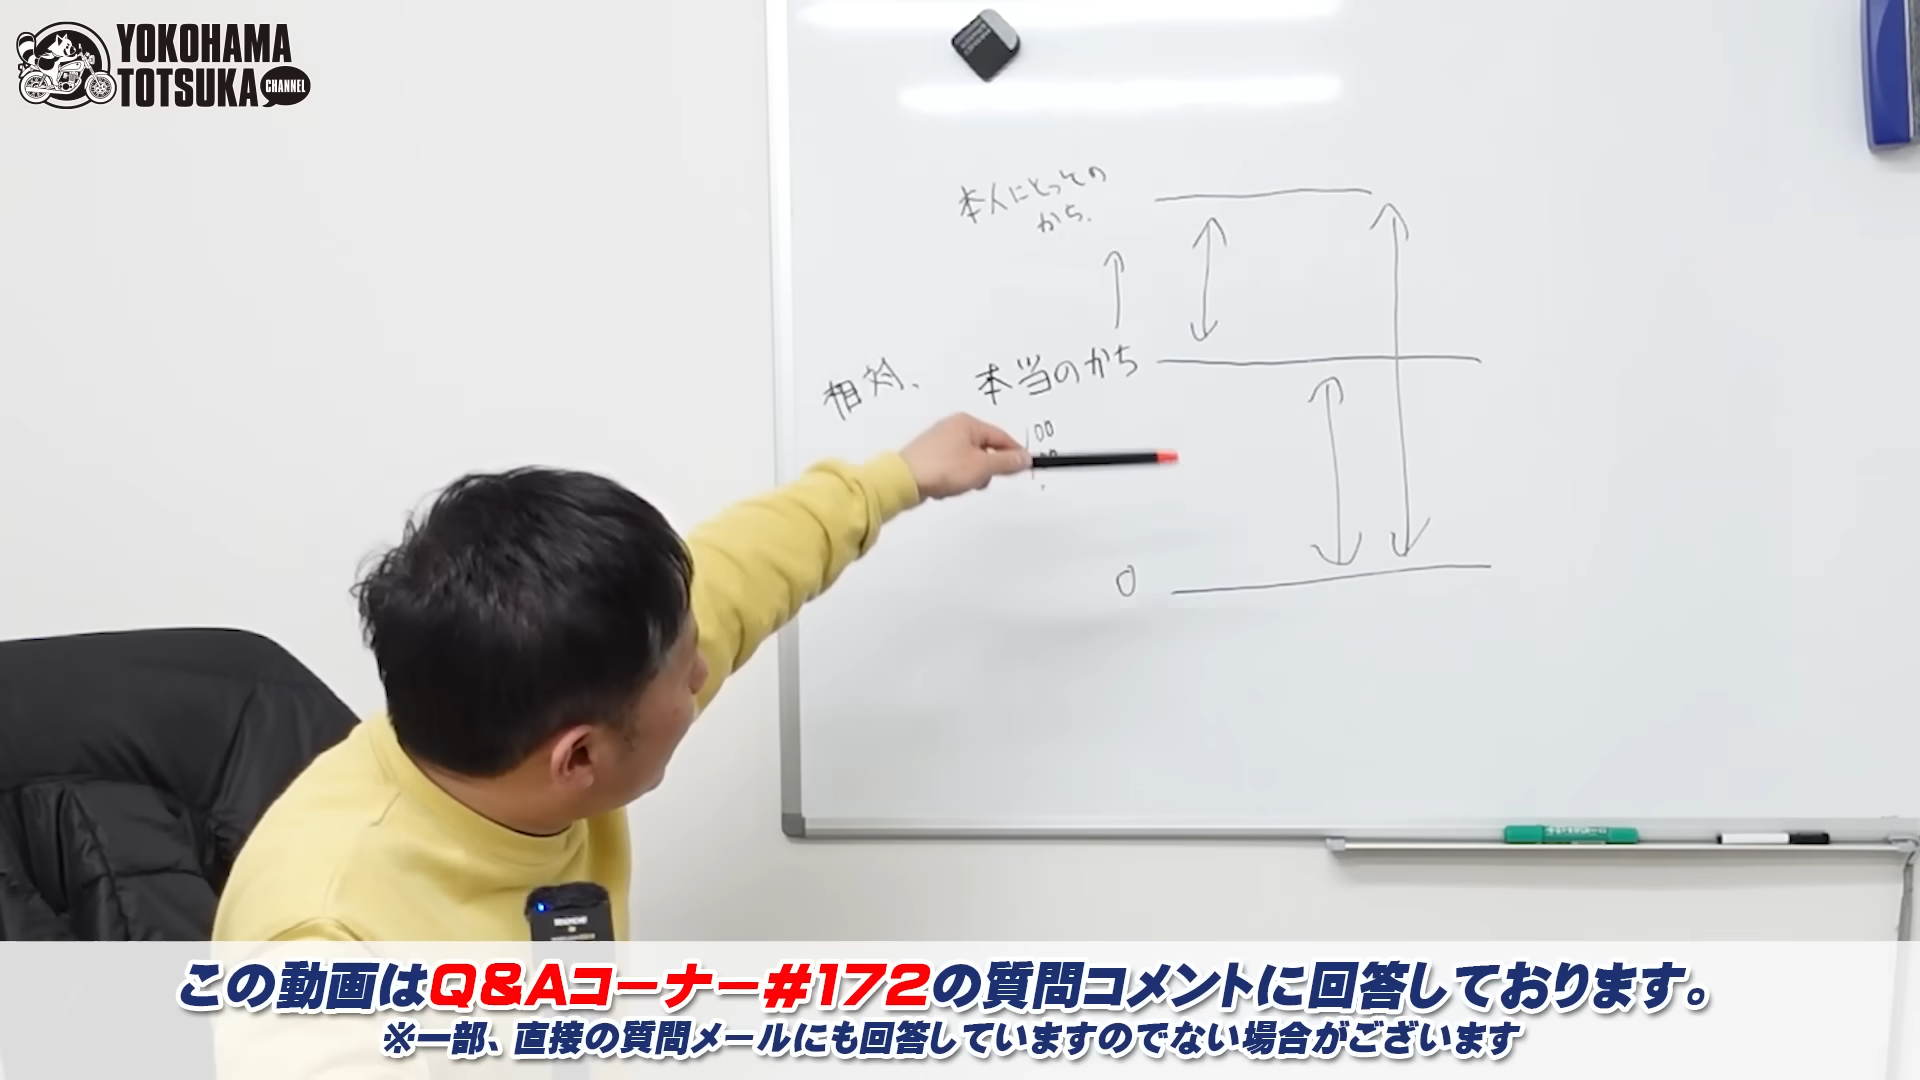 YOKOHAMA
TOTSUKA
CHANNEL
本人にとっての
かち.
相対、
本当のかち
100
0
この動画はQ&Aコーナー#172の質問コメントに回答しております。
※一部、直接の質問メールにも回答していますのでない場合がございます